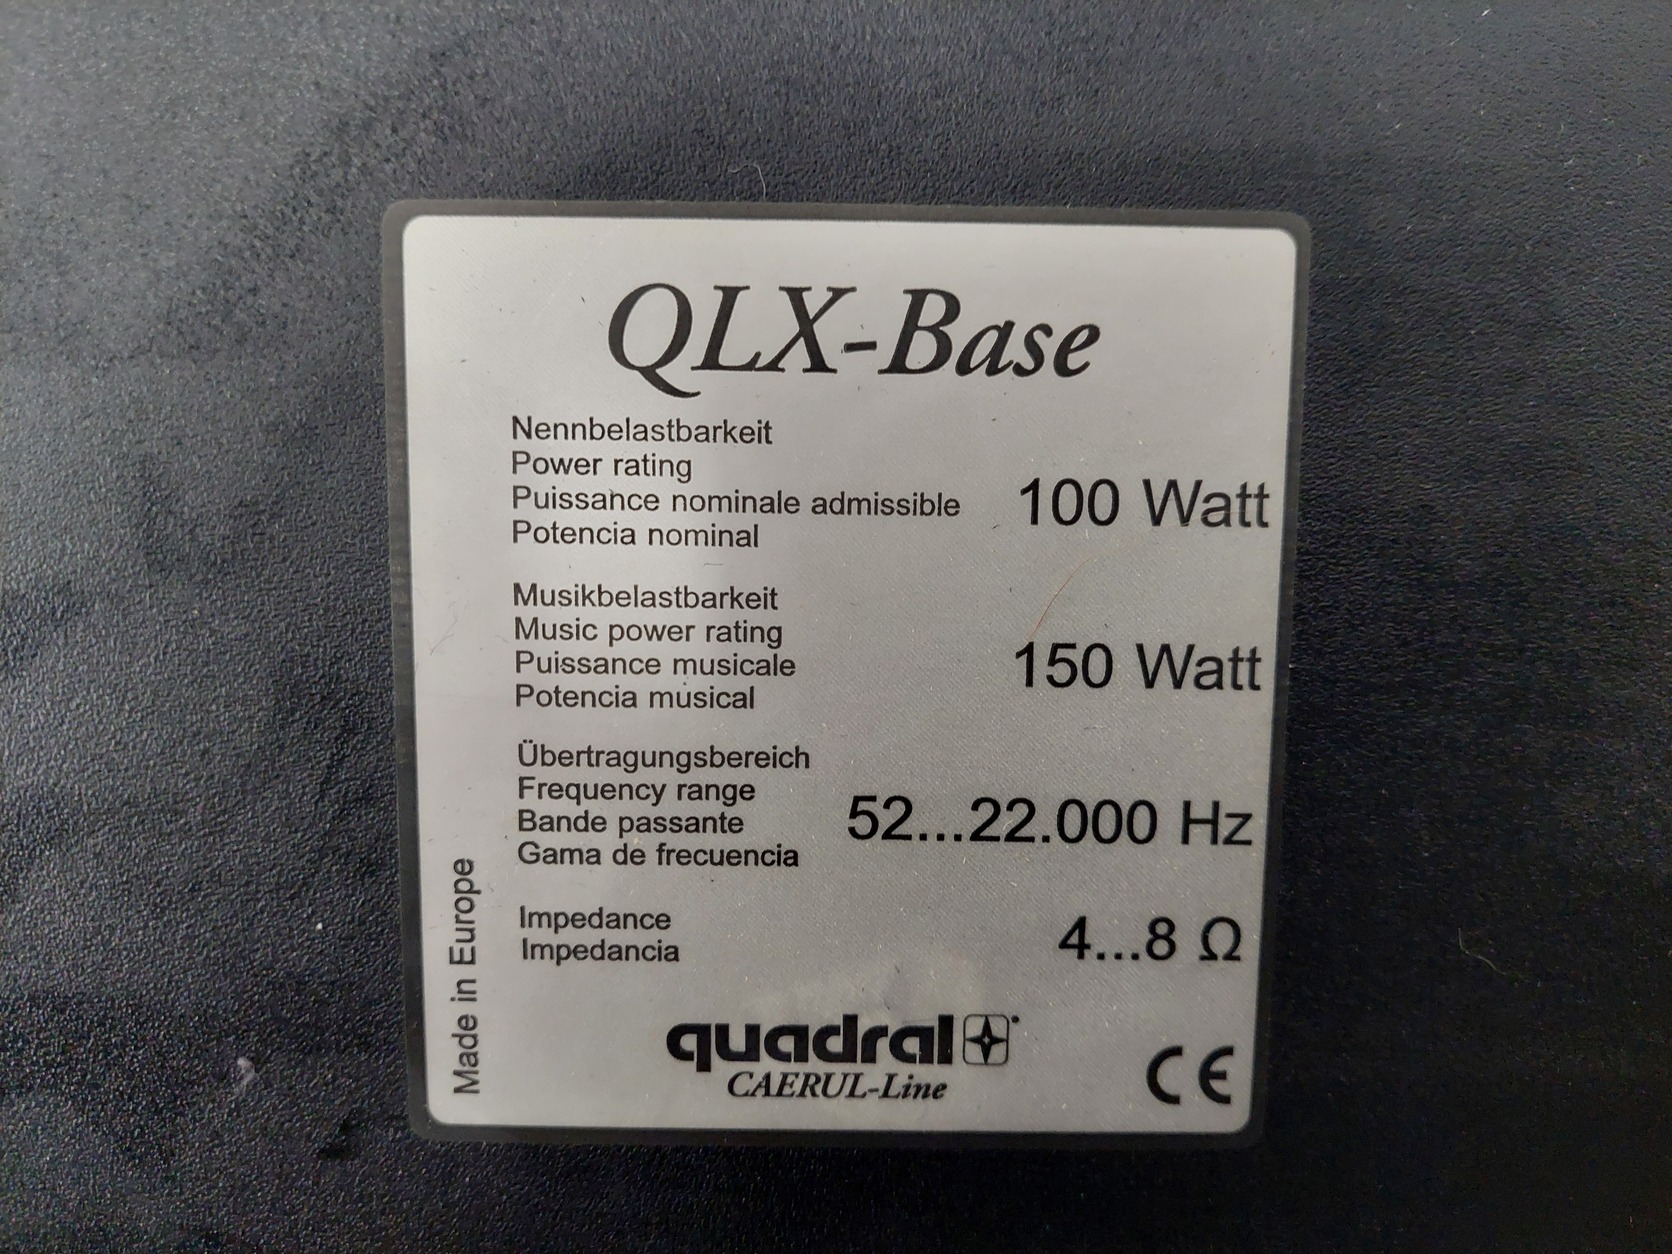 QLX-Base
Nennbelastbarkeit
Power rating
Puissance nominale admissible
Potencia nominal
100 Watt
Musikbelastbarkeit
Music power rating
Puissance musicale
Potencia musical
150 Watt
Übertragungsbereich
Frequency range
Bande passante
Gama de frecuencia
52...22.000 Hz
Impedance
Impedancia
4...8 Ω
Made in Europe
quadral
CAERUL-Line
CE